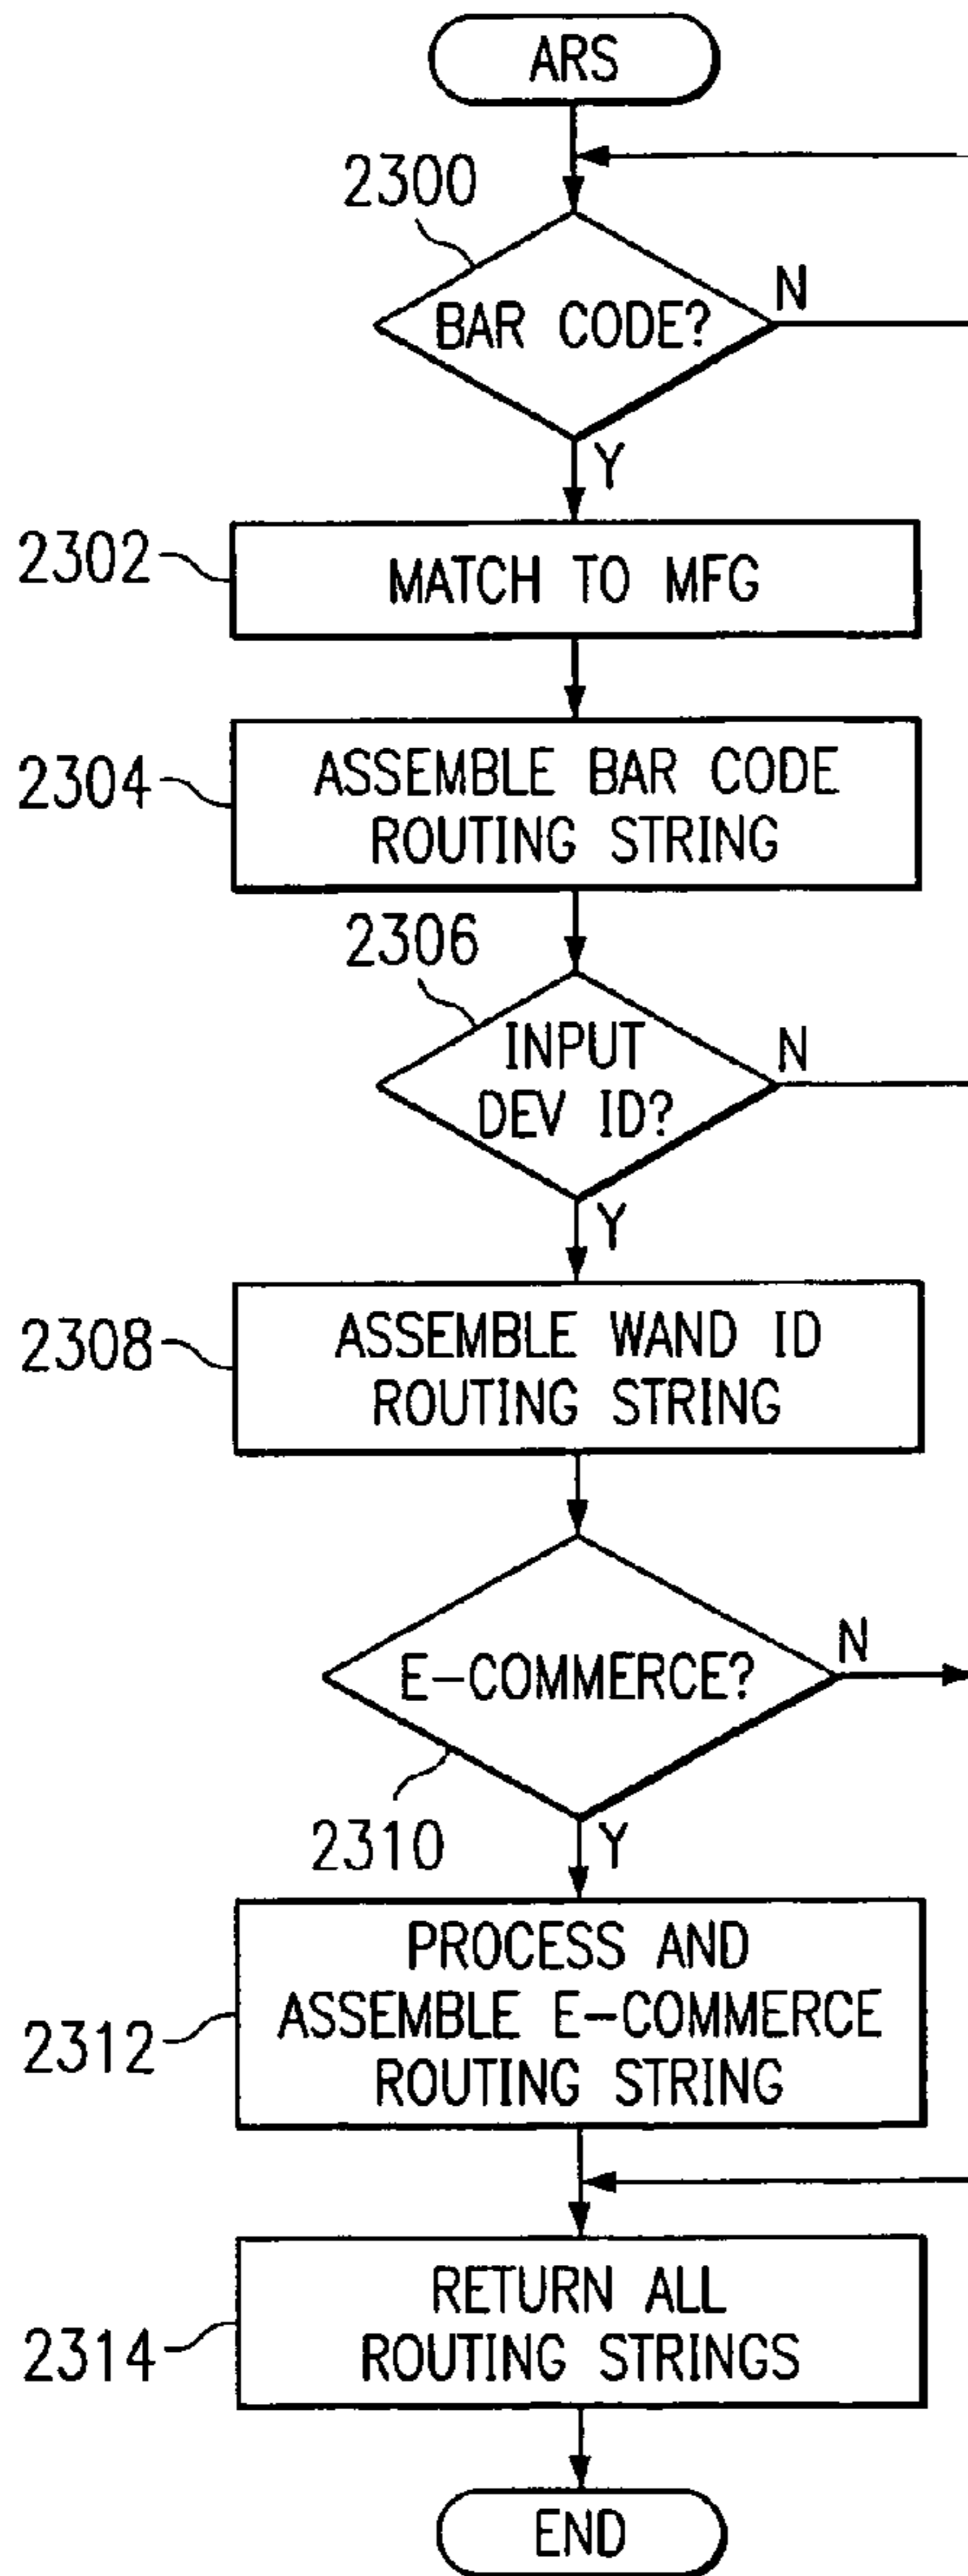 ARS
2300
BAR CODE?
N
Y
2302
MATCH TO MFG
2304
ASSEMBLE BAR CODE
ROUTING STRING
2306
INPUT
DEV ID?
N
Y
2308
ASSEMBLE WAND ID
ROUTING STRING
E-COMMERCE?
N
2310
Y
2312
PROCESS AND
ASSEMBLE E-COMMERCE
ROUTING STRING
2314
RETURN ALL
ROUTING STRINGS
END